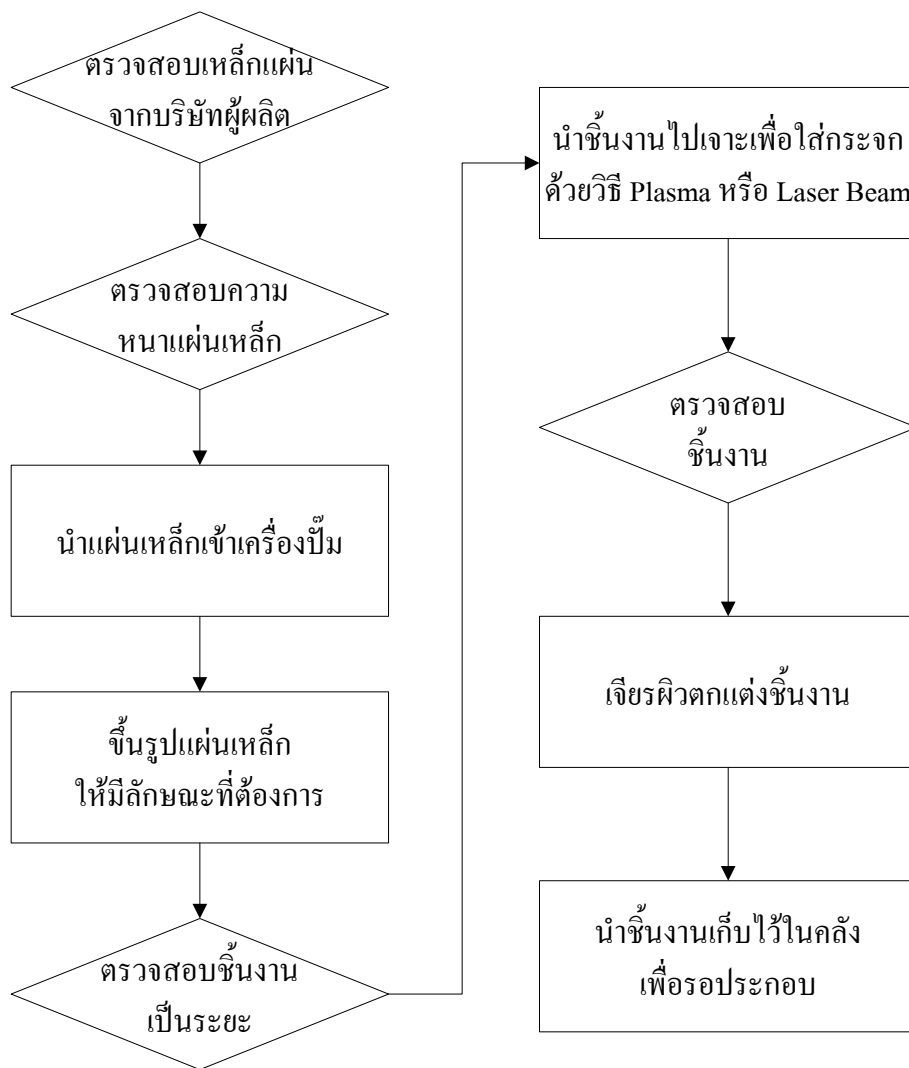 ตรวจสอบเหล็กแผ่น
จากบริษัทผู้ผลิต
ตรวจสอบความ
หนาแผ่นเหล็ก
นำแผ่นเหล็กเข้าเครื่องปั๊ม
ขึ้นรูปแผ่นเหล็ก
ให้มีลักษณะที่ต้องการ
ตรวจสอบชิ้นงาน
เป็นระยะ
นำชิ้นงานไปเจาะเพื่อใส่กระจก
ด้วยวิธี Plasma หรือ Laser Beam
ตรวจสอบ
ชิ้นงาน
เจียรผิวตกแต่งชิ้นงาน
นำชิ้นงานเก็บไว้ในคลัง
เพื่อรอประกอบ